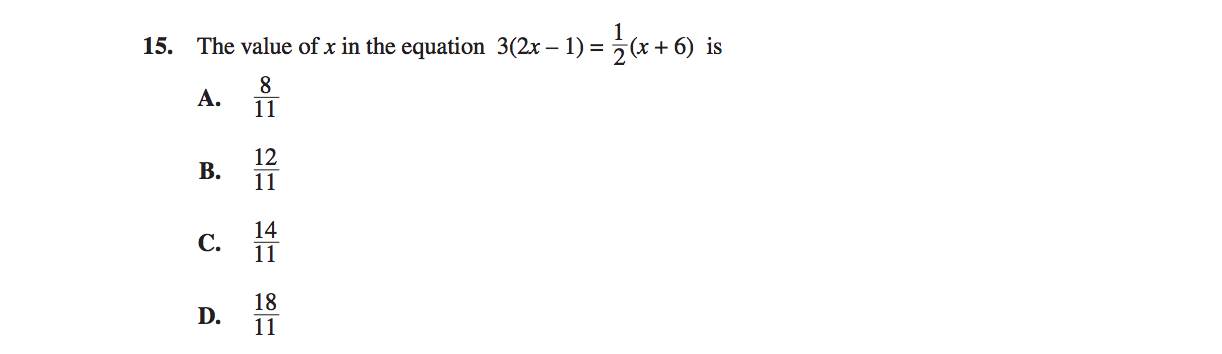 15. The value of x in the equation 3(2x – 1) = 1/2(x + 6) is
A. 8/11
B. 12/11
C. 14/11
D. 18/11